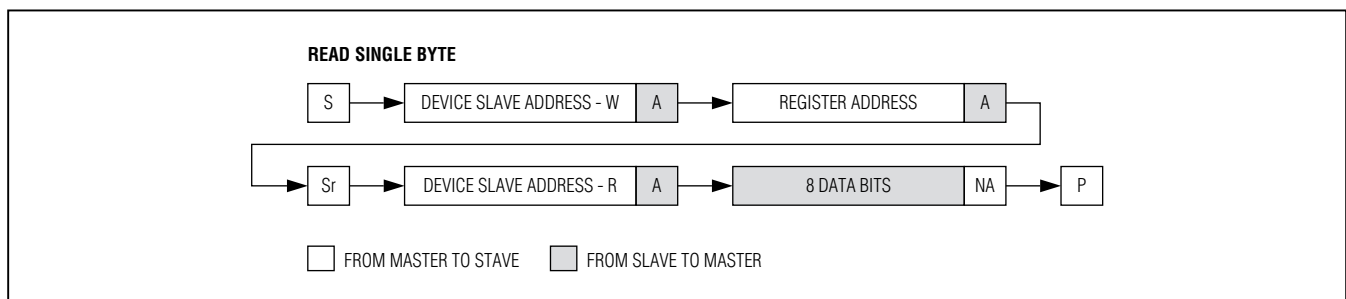 READ SINGLE BYTE
S DEVICE SLAVE ADDRESS - W A REGISTER ADDRESS A
Sr DEVICE SLAVE ADDRESS - R A 8 DATA BITS NA P
FROM MASTER TO STAVE FROM SLAVE TO MASTER